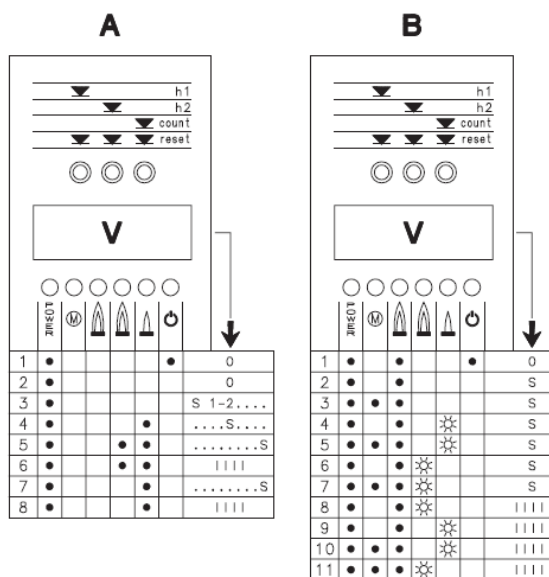 A B
h1 h1
h2 h2
count count
reset reset
V V
POWER M POWER M
1 0 1 0
2 0 2 S
3 S 1-2.... 3 S
4 ....S.... 4 S
5 ........S 5 S
6 IIII 6 S
7 ........S 7 S
8 IIII 8 IIII
9 IIII
10 IIII
11 IIII